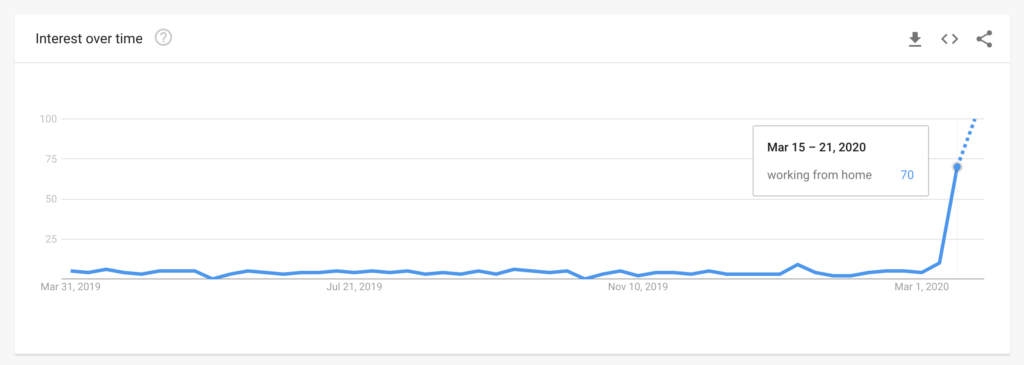 Interest over time
?
100
75
50
25
Mar 15 – 21, 2020
working from home 70
Mar 31, 2019 Jul 21, 2019 Nov 10, 2019 Mar 1, 2020